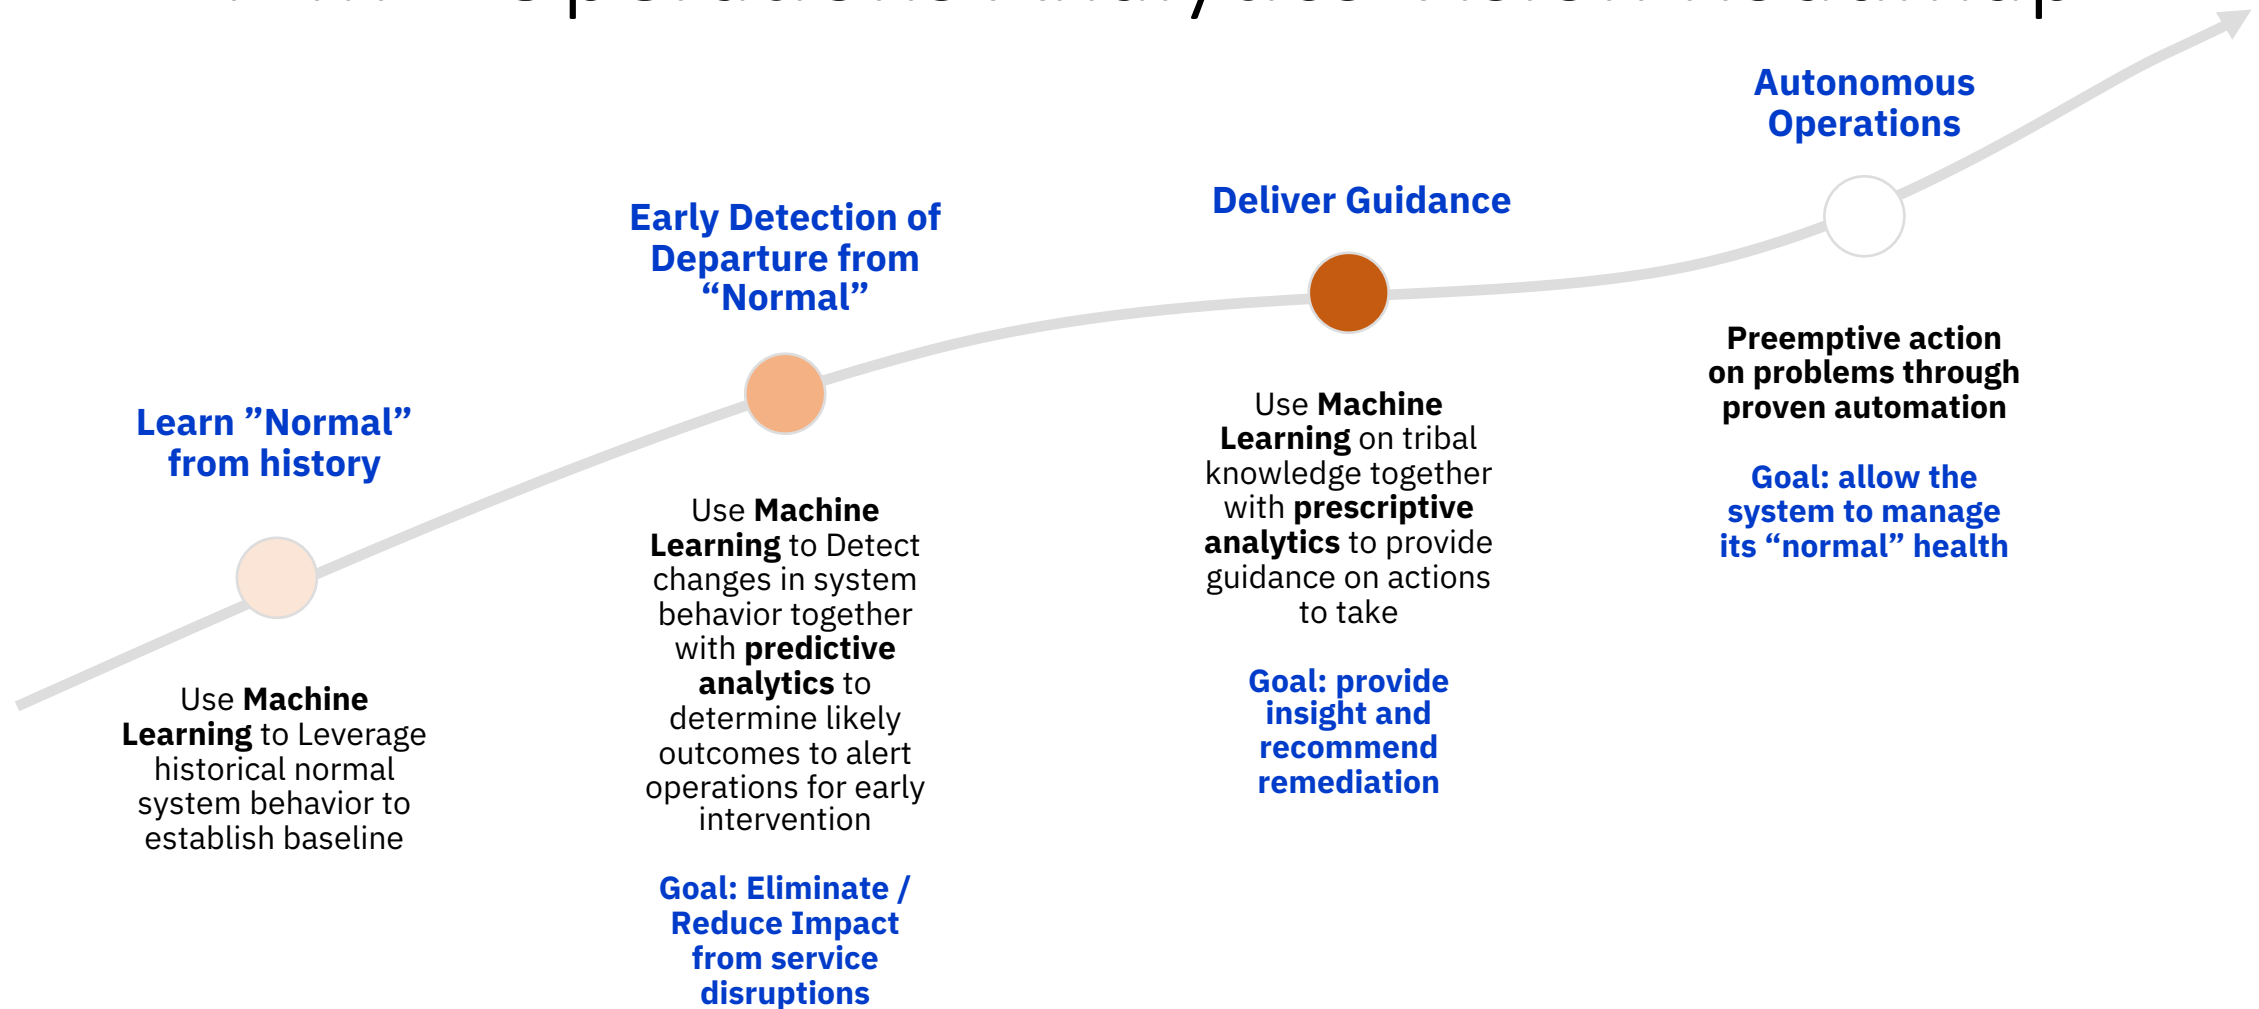 Autonomous
Operations
Deliver Guidance
Early Detection of
Departure from
“Normal”
Learn ”Normal”
from history
Use Machine
Learning to Leverage
historical normal
system behavior to
establish baseline
Use Machine
Learning to Detect
changes in system
behavior together
with predictive
analytics to
determine likely
outcomes to alert
operations for early
intervention
Goal: Eliminate /
Reduce Impact
from service
disruptions
Use Machine
Learning on tribal
knowledge together
with prescriptive
analytics to provide
guidance on actions
to take
Goal: provide
insight and
recommend
remediation
Preemptive action
on problems through
proven automation
Goal: allow the
system to manage
its “normal” health